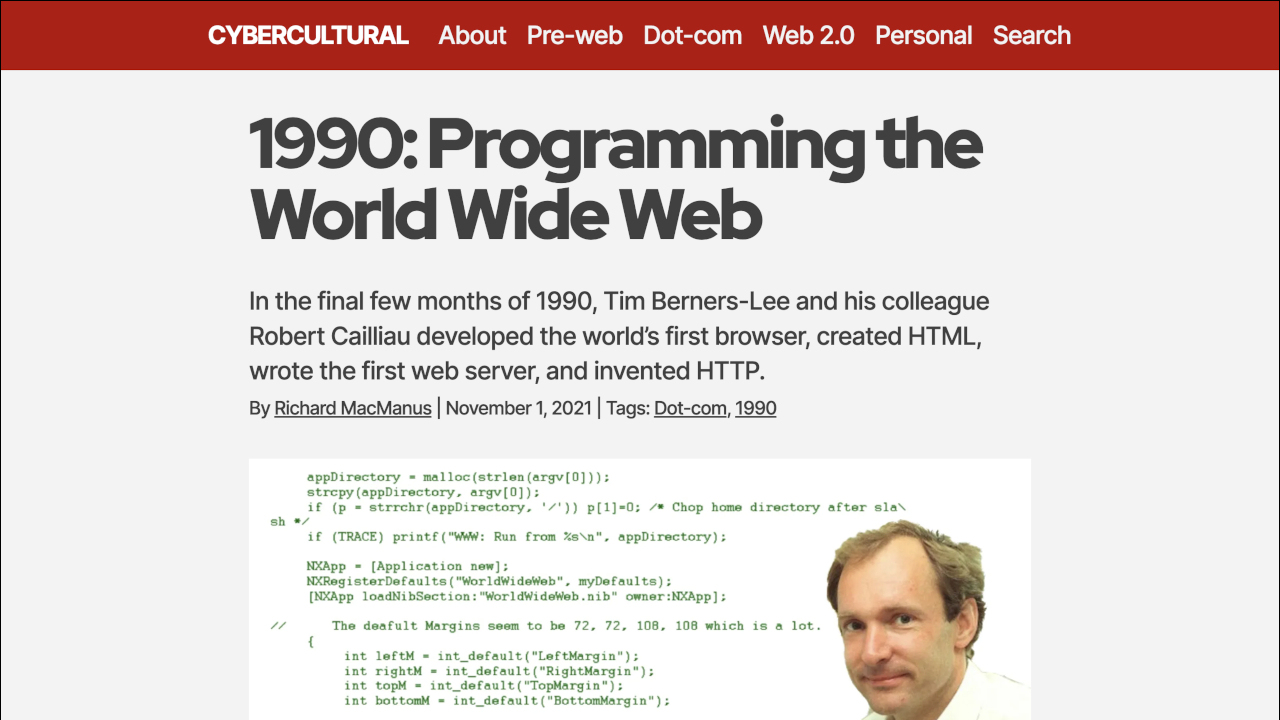 CYBERCULTURAL About Pre-web Dot-com Web 2.0 Personal Search
1990: Programming the
World Wide Web
In the final few months of 1990, Tim Berners-Lee and his colleague
Robert Cailliau developed the world’s first browser, created HTML,
wrote the first web server, and invented HTTP.
By Richard MacManus | November 1, 2021 | Tags: Dot-com, 1990
appDirectory = malloc(strlen(argv[0]));
strcpy(appDirectory, argv[0]);
if (p = strrchr(appDirectory, '/')) p[1]=0; /* Chop home directory after sla\
sh */
if (TRACE) printf("WWW: Run from %s\n", appDirectory);
NXApp = [Application new];
NXRegisterDefaults("WorldWideWeb", myDefaults);
[NXApp loadNibSection:"WorldWideWeb.nib" owner:NXApp];
// The deafult Margins seem to be 72, 72, 108, 108 which is a lot.
{
int leftM = int_default("LeftMargin");
int rightM = int_default("RightMargin");
int topM = int_default("TopMargin");
int bottomM = int_default("BottomMargin");